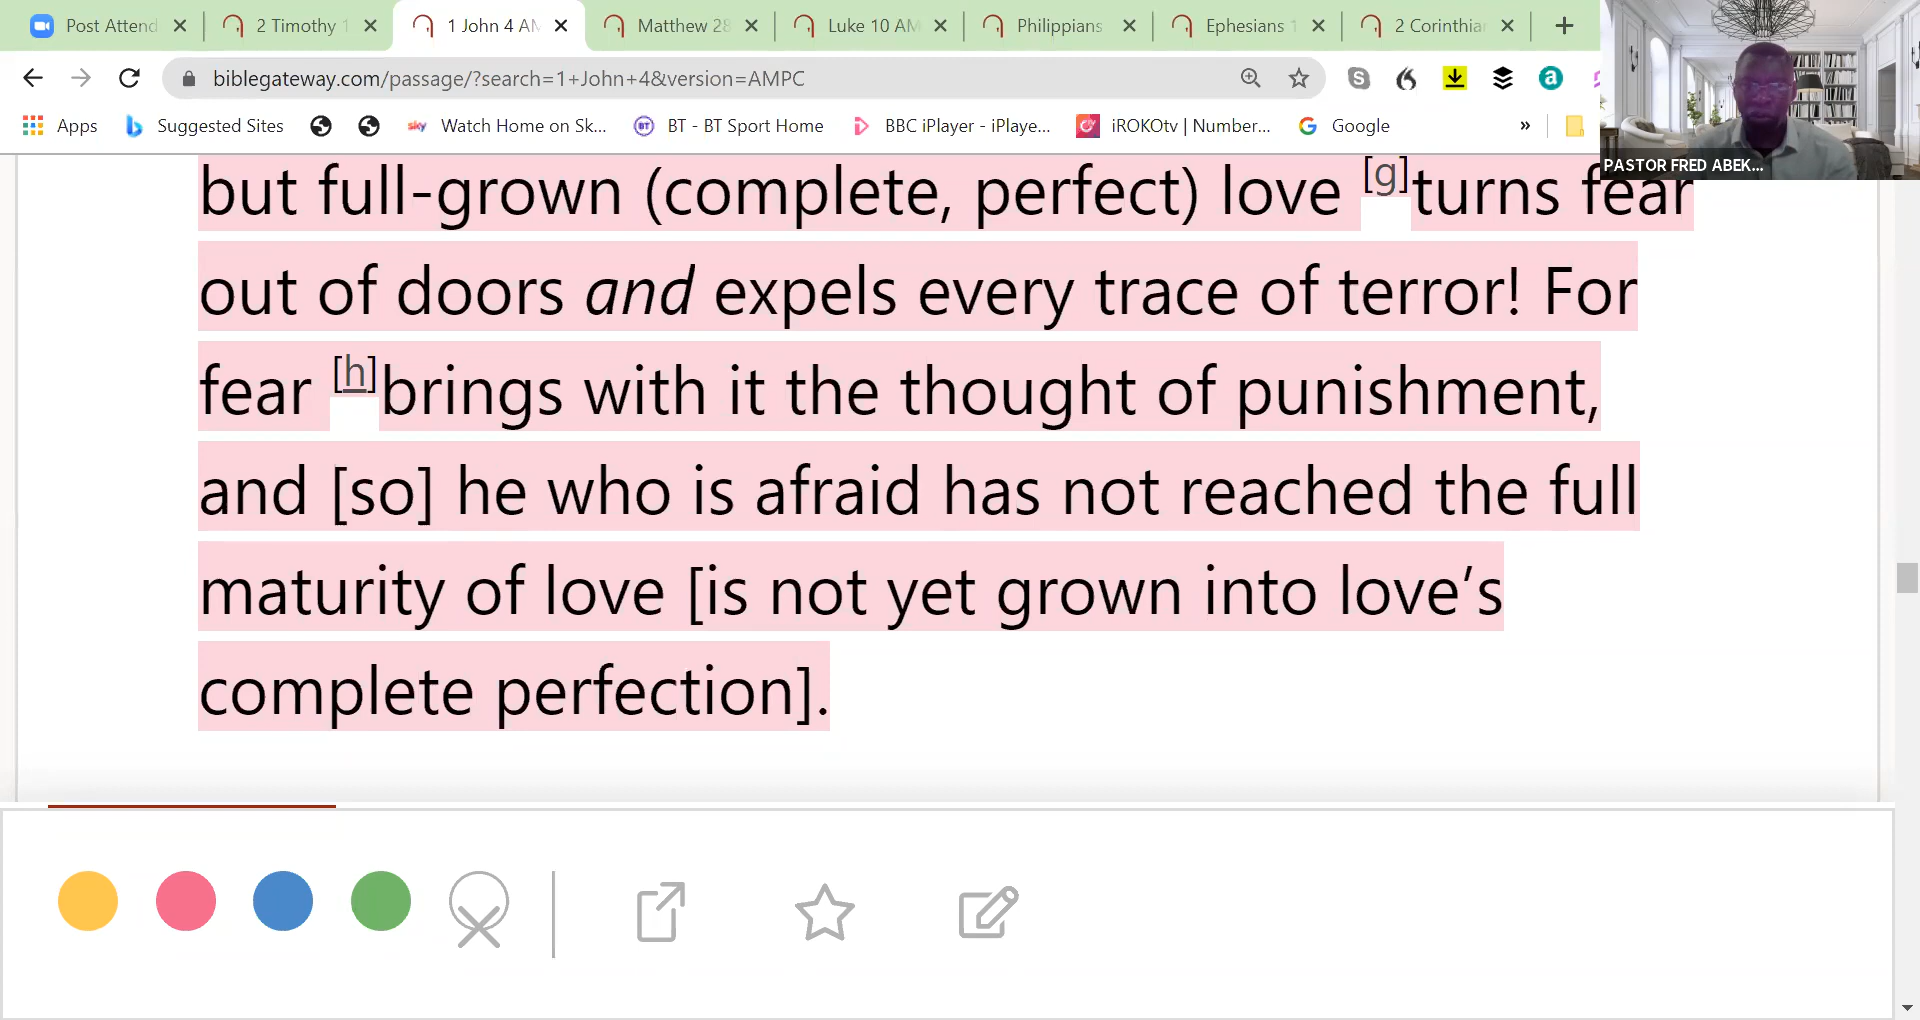 Post Attend
2 Timothy 1
1 John 4 AM
Matthew 28
Luke 10 AM
Philippians
Ephesians 1
2 Corinthia
biblegateway.com/passage/?search=1+John+4&version=AMPC
Apps
Suggested Sites
sky
Watch Home on Sk...
BT
BT - BT Sport Home
BBC iPlayer - iPlaye...
iROKOtv | Number...
Google
»
PASTOR FRED ABEK...
but full-grown (complete, perfect) love [g]turns fear
out of doors and expels every trace of terror! For
fear [h]brings with it the thought of punishment,
and [so] he who is afraid has not reached the full
maturity of love [is not yet grown into love’s
complete perfection].